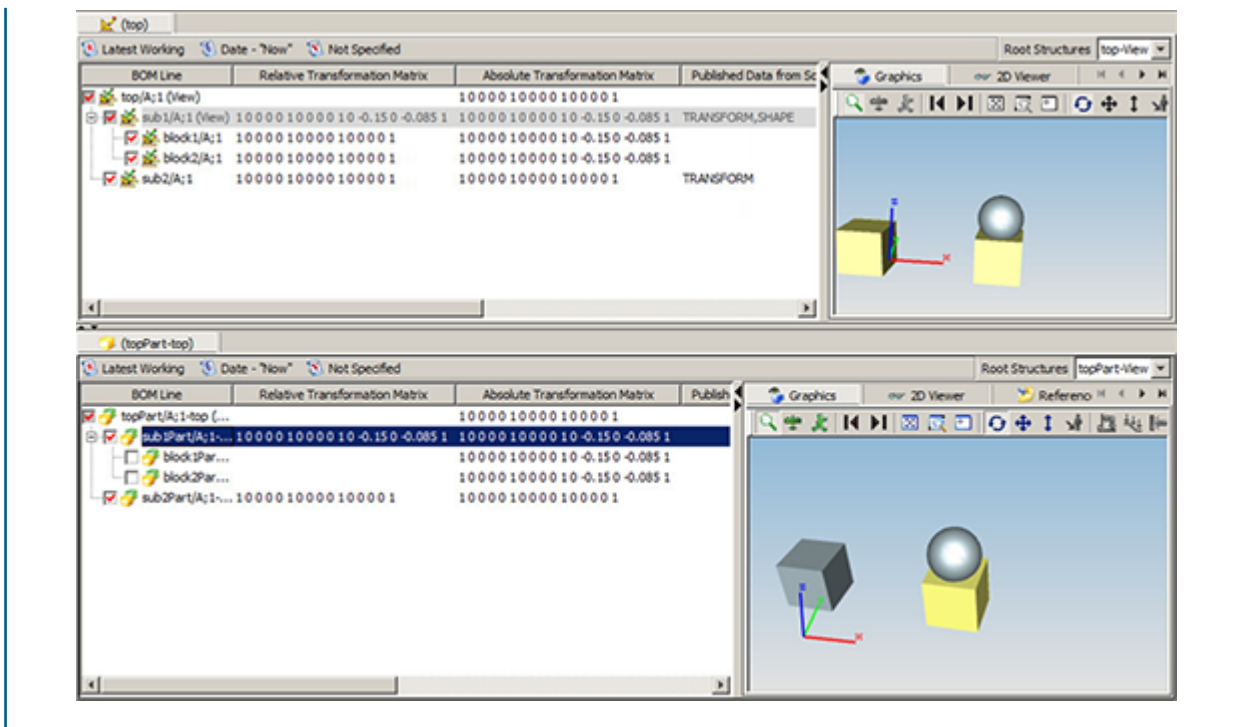 (top)
Latest Working Date - "Now" Not Specified Root Structures top-View
BOM Line Relative Transformation Matrix Absolute Transformation Matrix Published Data from Sc Graphics 2D Viewer
top/A;1 (View) 1 0 0 0 0 1 0 0 0 0 1 0 0 0 0 1
sub1/A;1 (View) 1 0 0 0 0 1 0 0 0 0 1 0 -0.15 0 -0.085 1 1 0 0 0 0 1 0 0 0 0 1 0 -0.15 0 -0.085 1 TRANSFORM,SHAPE
block1/A;1 1 0 0 0 0 1 0 0 0 0 1 0 0 0 0 1 1 0 0 0 0 1 0 0 0 0 1 0 -0.15 0 -0.085 1
block2/A;1 1 0 0 0 0 1 0 0 0 0 1 0 0 0 0 1 1 0 0 0 0 1 0 0 0 0 1 0 -0.15 0 -0.085 1
sub2/A;1 1 0 0 0 0 1 0 0 0 0 1 0 0 0 0 1 1 0 0 0 0 1 0 0 0 0 1 0 0 0 0 1 TRANSFORM
(topPart-top)
Latest Working Date - "Now" Not Specified Root Structures topPart-View
BOM Line Relative Transformation Matrix Absolute Transformation Matrix Publish Graphics 2D Viewer Referenc
topPart/A;1-top (... 1 0 0 0 0 1 0 0 0 0 1 0 0 0 0 1
sub1Part/A;1-... 1 0 0 0 0 1 0 0 0 0 1 0 -0.15 0 -0.085 1 1 0 0 0 0 1 0 0 0 0 1 0 -0.15 0 -0.085 1
block1Par... 1 0 0 0 0 1 0 0 0 0 1 0 -0.15 0 -0.085 1
block2Par... 1 0 0 0 0 1 0 0 0 0 1 0 -0.15 0 -0.085 1
sub2Part/A;1-... 1 0 0 0 0 1 0 0 0 0 1 0 0 0 0 1 1 0 0 0 0 1 0 0 0 0 1 0 0 0 0 1